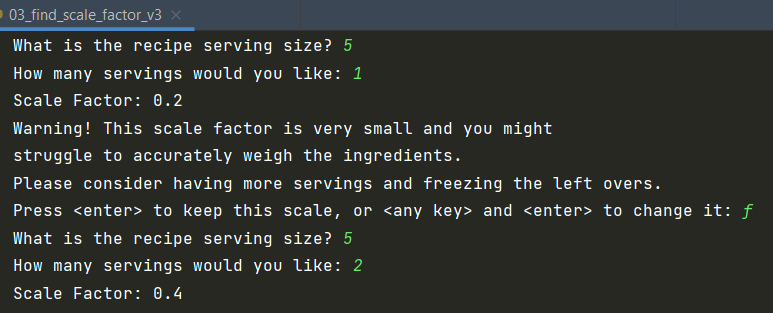 03_find_scale_factor_v3
What is the recipe serving size? 5
How many servings would you like: 1
Scale Factor: 0.2
Warning! This scale factor is very small and you might
struggle to accurately weigh the ingredients.
Please consider having more servings and freezing the left overs.
Press <enter> to keep this scale, or <any key> and <enter> to change it: f
What is the recipe serving size? 5
How many servings would you like: 2
Scale Factor: 0.4